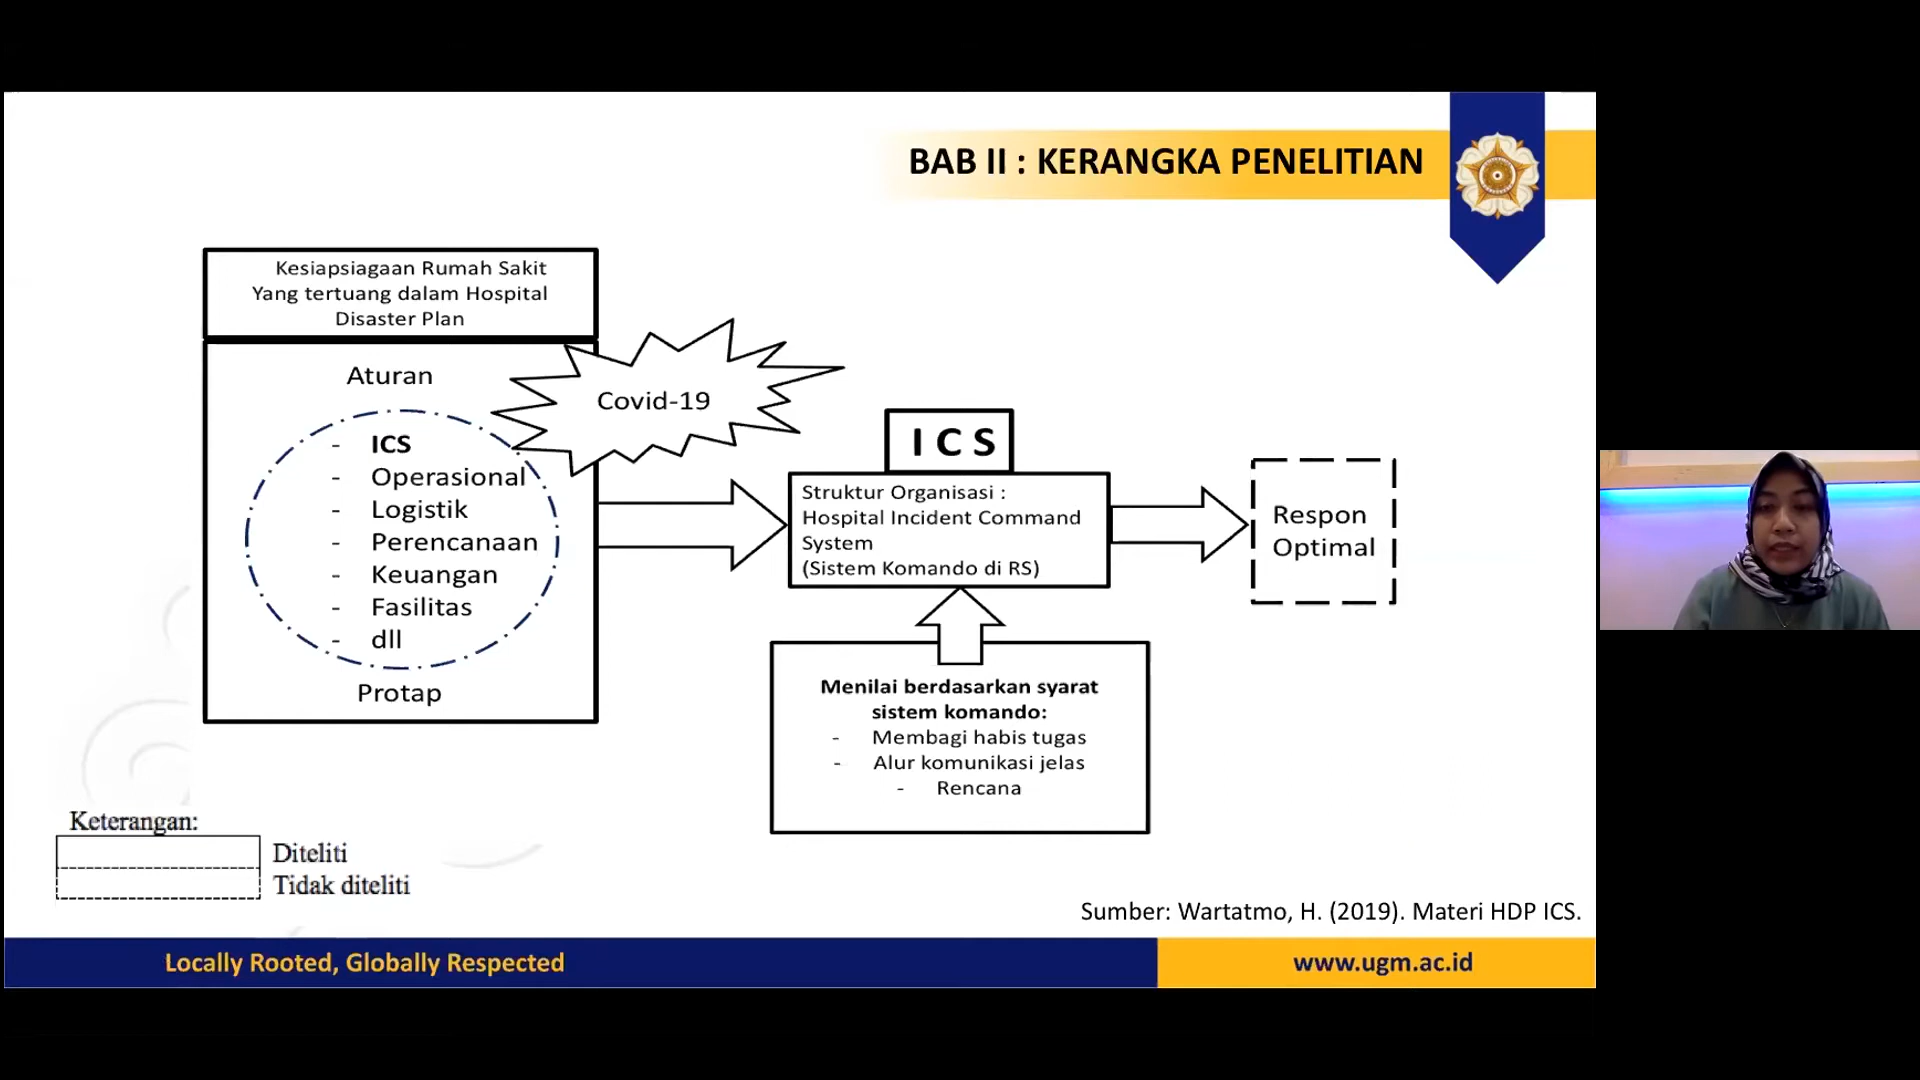 BAB II : KERANGKA PENELITIAN
Kesiapsiagaan Rumah Sakit
Yang tertuang dalam Hospital
Disaster Plan
Aturan
- ICS
- Operasional
- Logistik
- Perencanaan
- Keuangan
- Fasilitas
- dll
Protap
Covid-19
I C S
Struktur Organisasi :
Hospital Incident Command
System
(Sistem Komando di RS)
Respon
Optimal
Menilai berdasarkan syarat
sistem komando:
- Membagi habis tugas
- Alur komunikasi jelas
- Rencana
Keterangan:
Diteliti
Tidak diteliti
Sumber: Wartatmo, H. (2019). Materi HDP ICS.
Locally Rooted, Globally Respected
www.ugm.ac.id